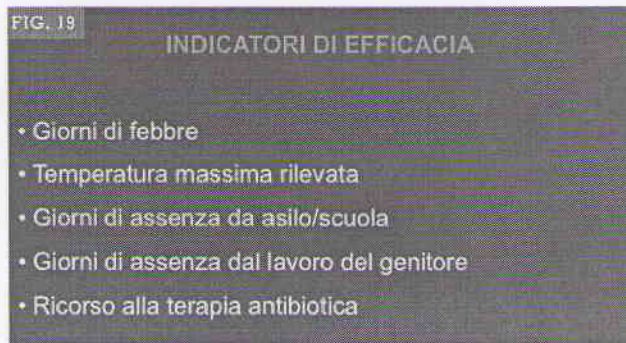 FIG. 19
INDICATORI DI EFFICACIA
• Giorni di febbre
• Temperatura massima rilevata
• Giorni di assenza da asilo/scuola
• Giorni di assenza dal lavoro del genitore
• Ricorso alla terapia antibiotica